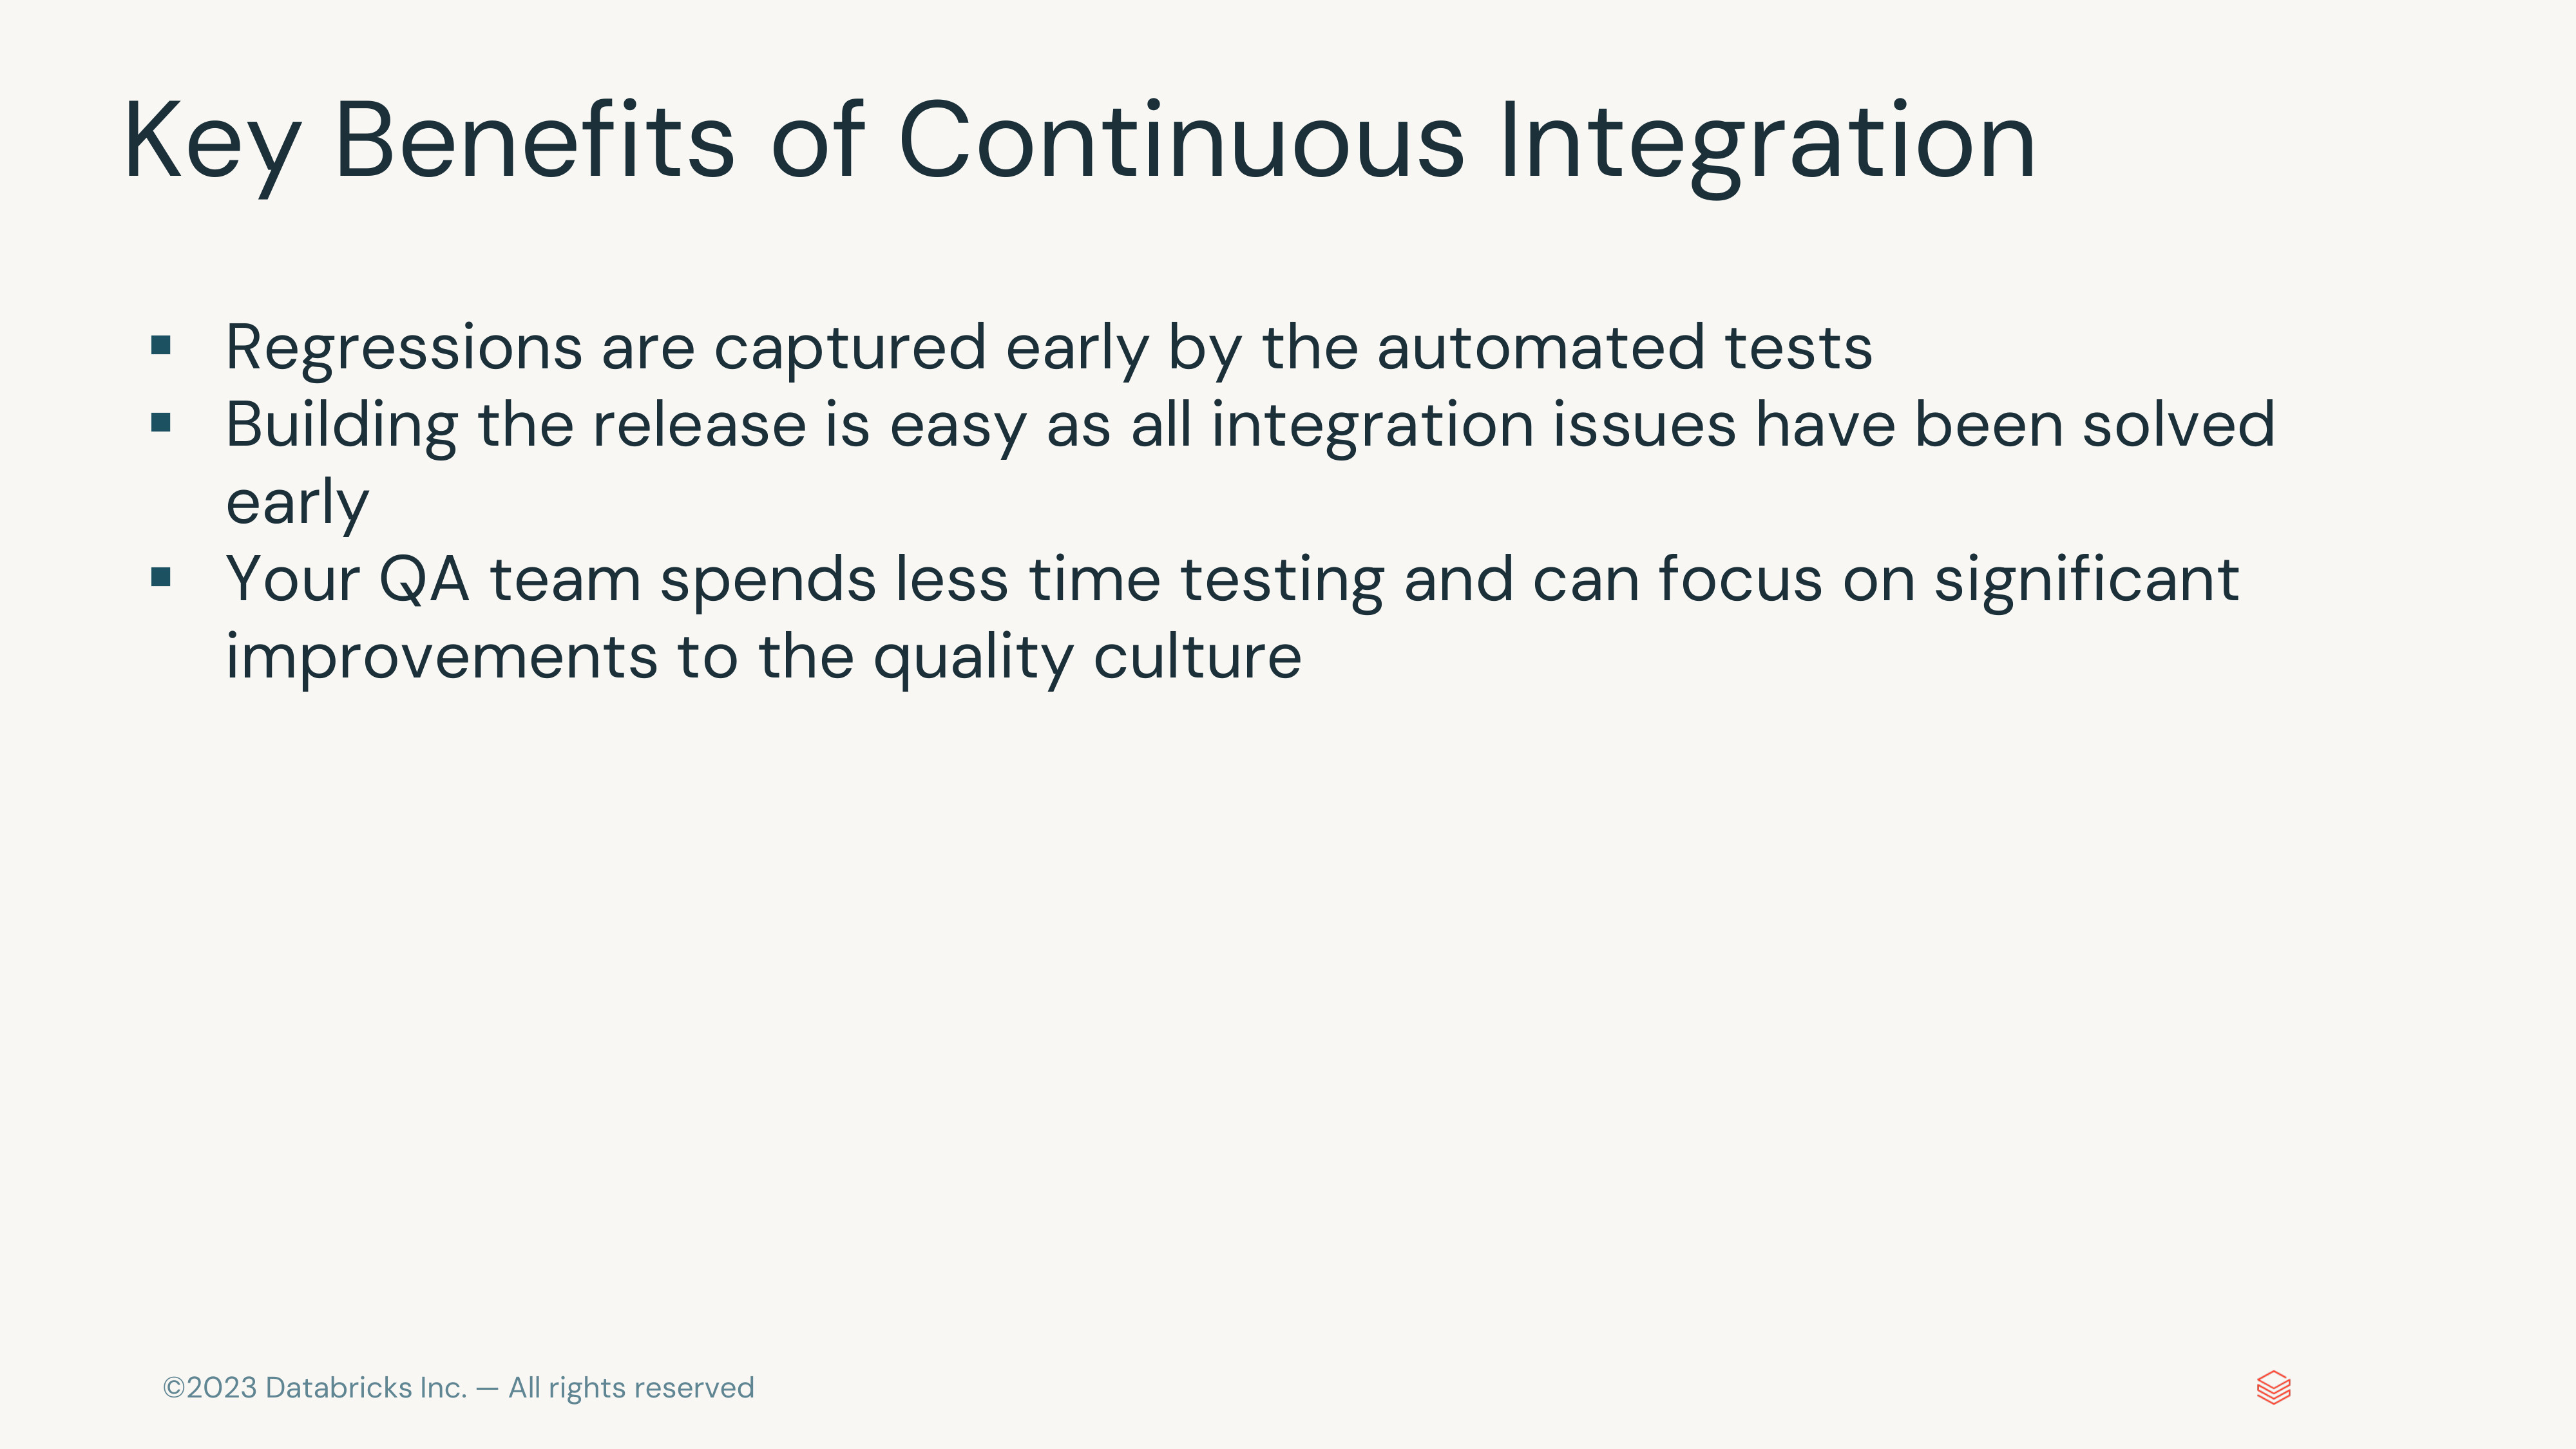 Key Benefits of Continuous Integration
▪ Regressions are captured early by the automated tests
▪ Building the release is easy as all integration issues have been solved
early
▪ Your QA team spends less time testing and can focus on significant
improvements to the quality culture
©2023 Databricks Inc. — All rights reserved